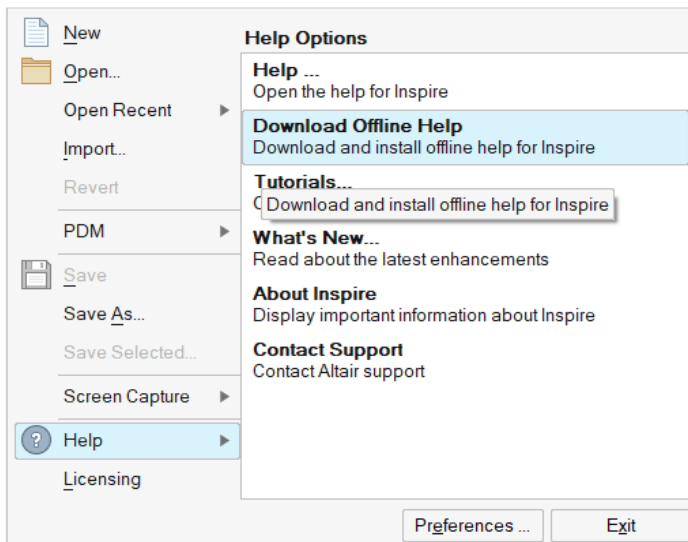 New
Open...
Open Recent
Import...
Revert
PDM
Save
Save As...
Save Selected...
Screen Capture
Help
Licensing
Help Options
Help ...
Open the help for Inspire
Download Offline Help
Download and install offline help for Inspire
Tutorials...
Download and install offline help for Inspire
What's New...
Read about the latest enhancements
About Inspire
Display important information about Inspire
Contact Support
Contact Altair support
Preferences ...
Exit